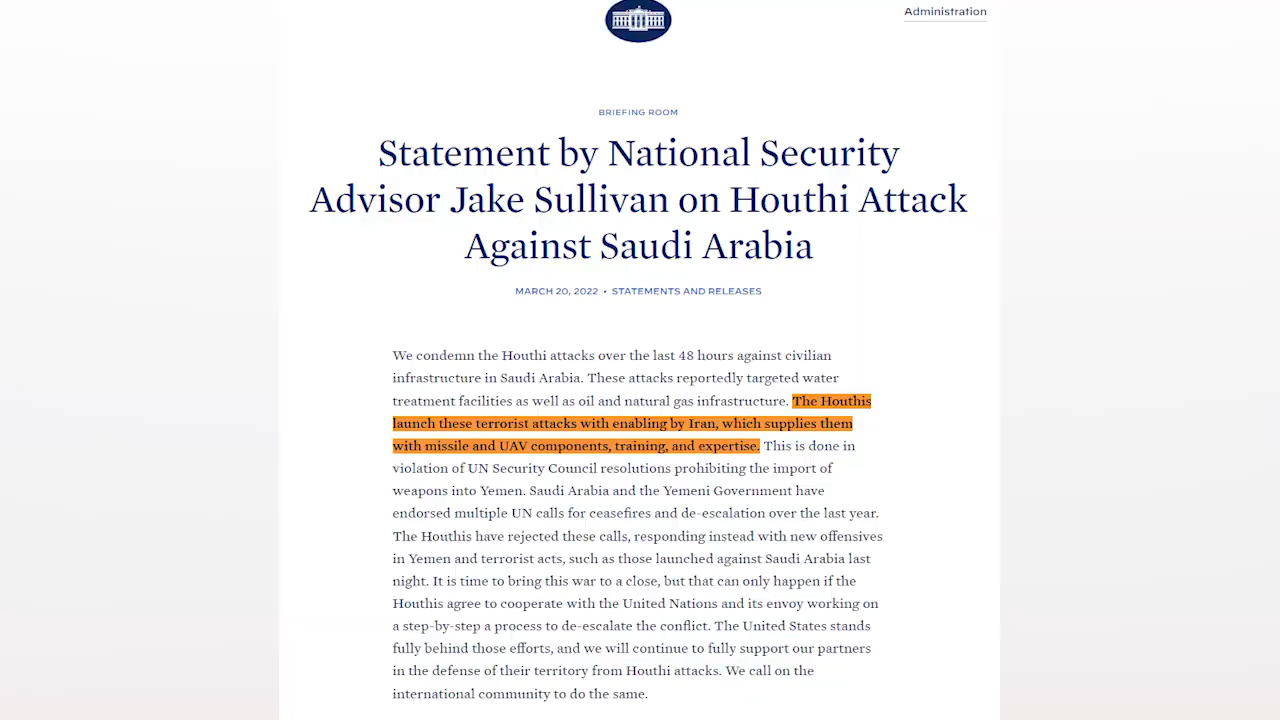 Administration
BRIEFING ROOM
Statement by National Security
Advisor Jake Sullivan on Houthi Attack
Against Saudi Arabia
MARCH 20, 2022 • STATEMENTS AND RELEASES
We condemn the Houthi attacks over the last 48 hours against civilian
infrastructure in Saudi Arabia. These attacks reportedly targeted water
treatment facilities as well as oil and natural gas infrastructure. The Houthis
launch these terrorist attacks with enabling by Iran, which supplies them
with missile and UAV components, training, and expertise. This is done in
violation of UN Security Council resolutions prohibiting the import of
weapons into Yemen. Saudi Arabia and the Yemeni Government have
endorsed multiple UN calls for ceasefires and de-escalation over the last year.
The Houthis have rejected these calls, responding instead with new offensives
in Yemen and terrorist acts, such as those launched against Saudi Arabia last
night. It is time to bring this war to a close, but that can only happen if the
Houthis agree to cooperate with the United Nations and its envoy working on
a step-by-step a process to de-escalate the conflict. The United States stands
fully behind those efforts, and we will continue to fully support our partners
in the defense of their territory from Houthi attacks. We call on the
international community to do the same.